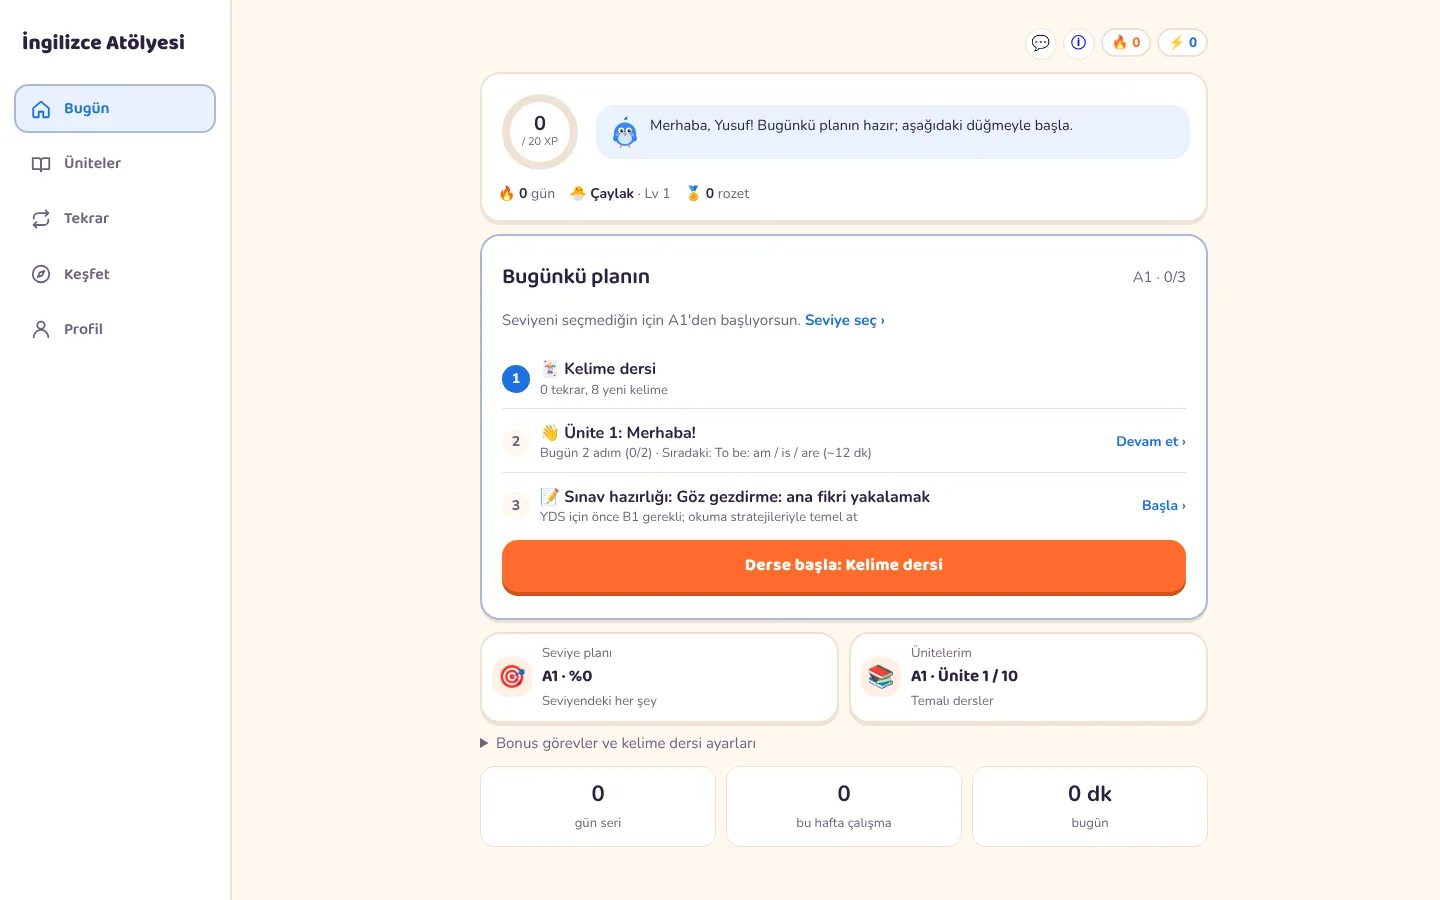 İngilizce Atölyesi
Bugün
Üniteler
Tekrar
Keşfet
Profil
0
0
0
/ 20 XP
Merhaba, Yusuf! Bugünkü planın hazır; aşağıdaki düğmeyle başla.
0 gün Çaylak · Lv 1 0 rozet
Bugünkü planın
A1 · 0/3
Seviyeni seçmediğin için A1'den başlıyorsun. Seviye seç ›
1
Kelime dersi
0 tekrar, 8 yeni kelime
2
Ünite 1: Merhaba!
Bugün 2 adım (0/2) · Sıradaki: To be: am / is / are (~12 dk)
Devam et ›
3
Sınav hazırlığı: Göz gezdirme: ana fikri yakalamak
YDS için önce B1 gerekli; okuma stratejileriyle temel at
Başla ›
Derse başla: Kelime dersi
Seviye planı
A1 · %0
Seviyendeki her şey
Ünitelerim
A1 · Ünite 1 / 10
Temalı dersler
Bonus görevler ve kelime dersi ayarları
0
gün seri
0
bu hafta çalışma
0 dk
bugün